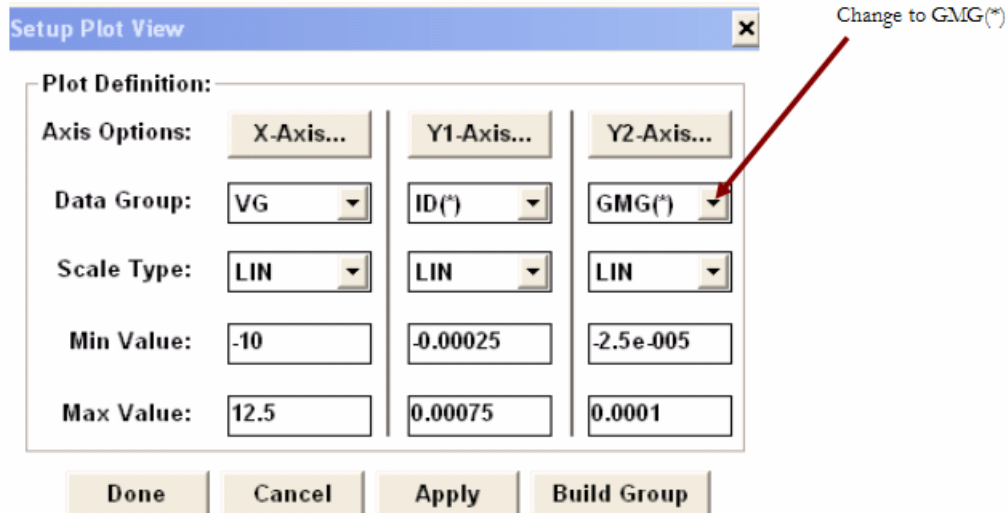 Setup Plot View
Change to GMG(*)
Plot Definition:
Axis Options: X-Axis... Y1-Axis... Y2-Axis...
Data Group: VG ID(*) GMG(*)
Scale Type: LIN LIN LIN
Min Value: -10 -0.00025 -2.5e-005
Max Value: 12.5 0.00075 0.0001
Done Cancel Apply Build Group